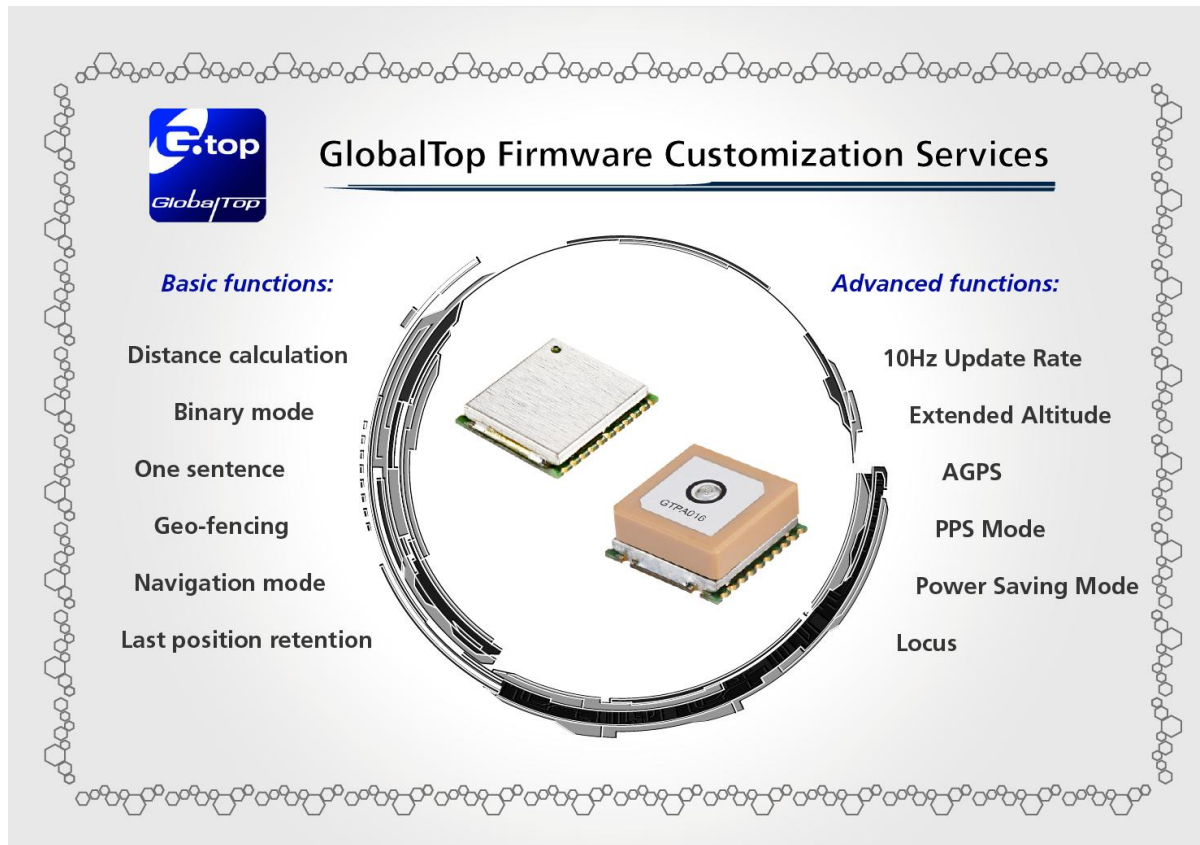 G.top
GlobalTop
GlobalTop Firmware Customization Services
Basic functions:
Distance calculation
Binary mode
One sentence
Geo-fencing
Navigation mode
Last position retention
GTPA016
Advanced functions:
10Hz Update Rate
Extended Altitude
AGPS
PPS Mode
Power Saving Mode
Locus